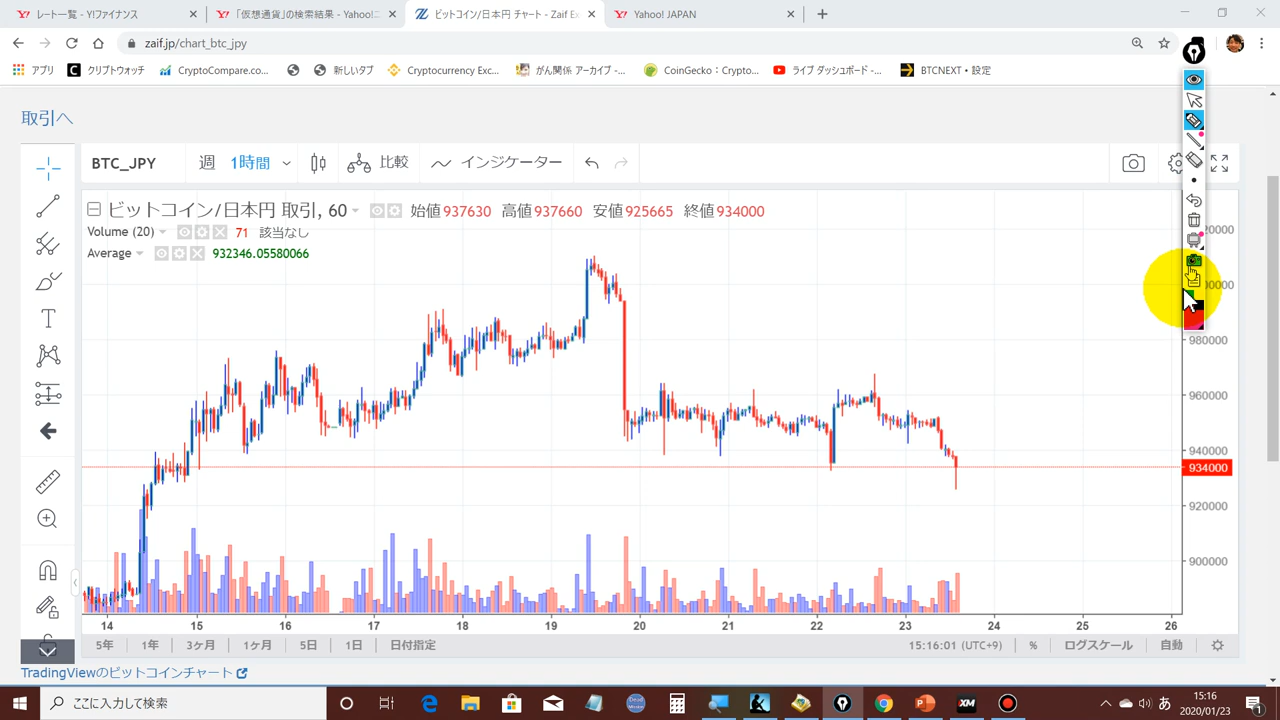 レート一覧 - Y!ファイナンス
「仮想通貨」の検索結果 - Yahoo!ニ
ビットコイン/日本円 チャート - Zaif Ex
Yahoo! JAPAN
zaif.jp/chart_btc_jpy
アプリ
クリプトウォッチ
CryptoCompare.co...
新しいタブ
Cryptocurrency Exc...
がん関係 アーカイブ -...
CoinGecko：Crypto...
ライブ ダッシュボード -...
BTCNEXT • 設定
取引へ
BTC_JPY 週 1時間 比較 インジケーター
ビットコイン/日本円 取引, 60 始値 937630 高値 937660 安値 925665 終値 934000
Volume (20) 71 該当なし
Average 932346.05580066
980000
960000
940000
934000
920000
900000
14 15 16 17 18 19 20 21 22 23 24 25 26
5年 1年 3ヶ月 1ヶ月 5日 1日 日付指定 15:16:01 (UTC+9) % ログスケール 自動
TradingViewのビットコインチャート
ここに入力して検索
XM
あ
15:16
2020/01/23